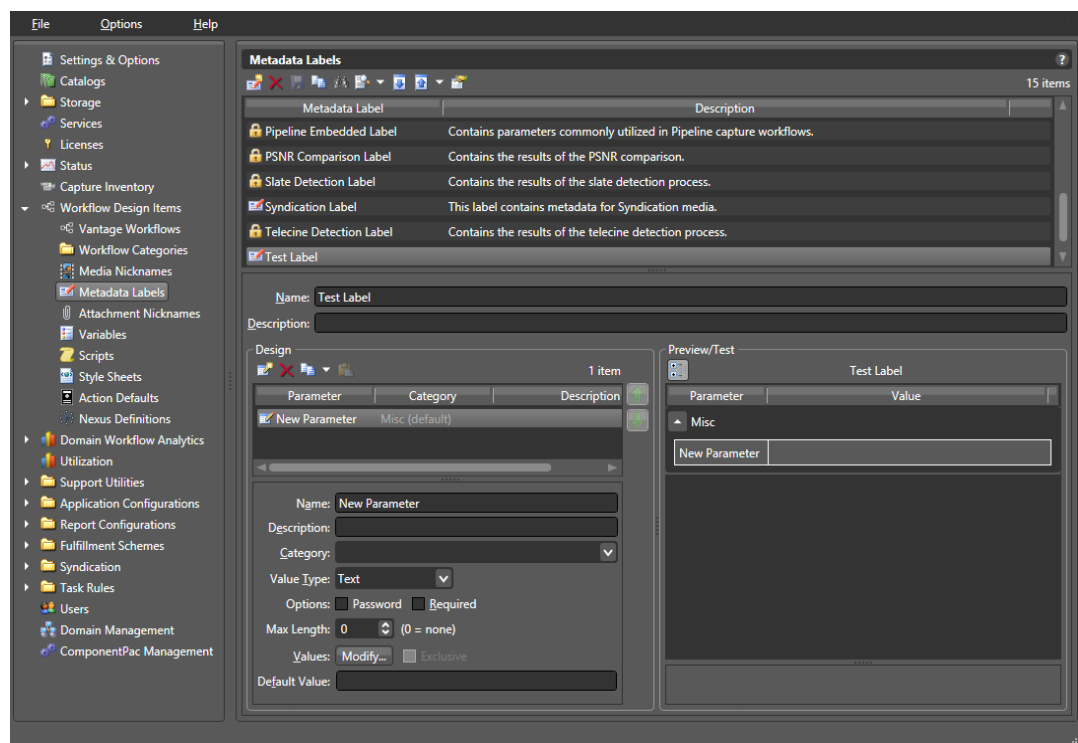 File Options Help
Settings & Options
Catalogs
Storage
Services
Licenses
Status
Capture Inventory
Workflow Design Items
Vantage Workflows
Workflow Categories
Media Nicknames
Metadata Labels
Attachment Nicknames
Variables
Scripts
Style Sheets
Action Defaults
Nexus Definitions
Domain Workflow Analytics
Utilization
Support Utilities
Application Configurations
Report Configurations
Fulfillment Schemes
Syndication
Task Rules
Users
Domain Management
ComponentPac Management
Metadata Labels ?
15 items
Metadata Label Description
Pipeline Embedded Label Contains parameters commonly utilized in Pipeline capture workflows.
PSNR Comparison Label Contains the results of the PSNR comparison.
Slate Detection Label Contains the results of the slate detection process.
Syndication Label This label contains metadata for Syndication media.
Telecine Detection Label Contains the results of the telecine detection process.
Test Label
Name: Test Label
Description:
Design
1 item
Parameter Category Description
New Parameter Misc (default)
Name: New Parameter
Description:
Category:
Value Type: Text
Options: Password Required
Max Length: 0 (0 = none)
Values: Modify... Exclusive
Default Value:
Preview/Test
Test Label
Parameter Value
Misc
New Parameter